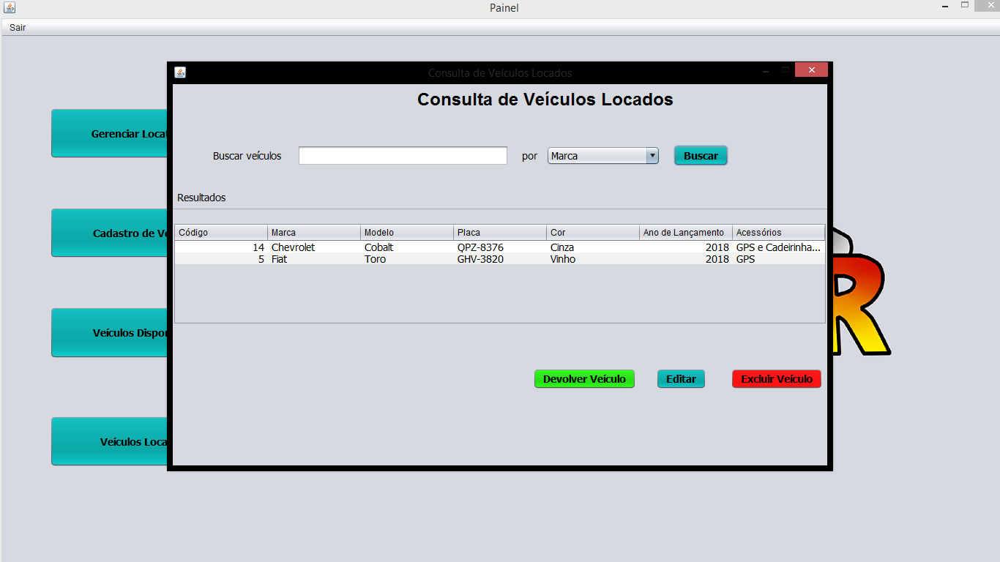 Painel
Sair
Consulta de Veículos Locados
Consulta de Veículos Locados
Gerenciar Locat
Buscar veículos por Marca Buscar
Resultados
Cadastro de Ve
Código Marca Modelo Placa Cor Ano de Lançamento Acessórios
14 Chevrolet Cobalt QPZ-8376 Cinza 2018 GPS e Cadeirinha...
5 Fiat Toro GHV-3820 Vinho 2018 GPS
R
Veículos Dispor
Devolver Veículo Editar Excluir Veículo
Veículos Loca